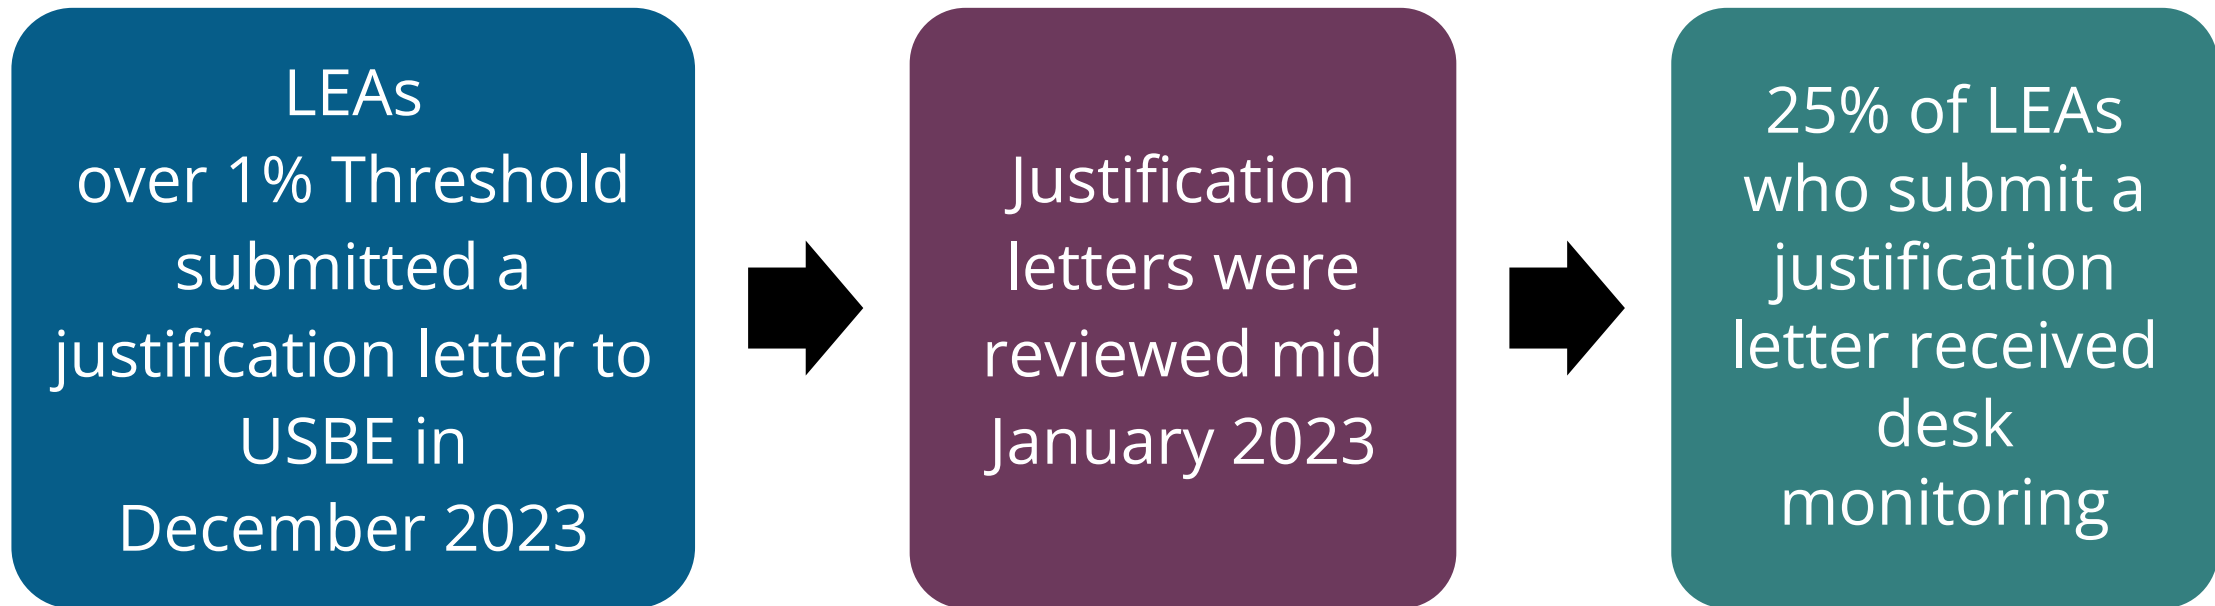 LEAs
over 1% Threshold
submitted a
justification letter to
USBE in
December 2023
Justification
letters were
reviewed mid
January 2023
25% of LEAs
who submit a
justification
letter received
desk
monitoring